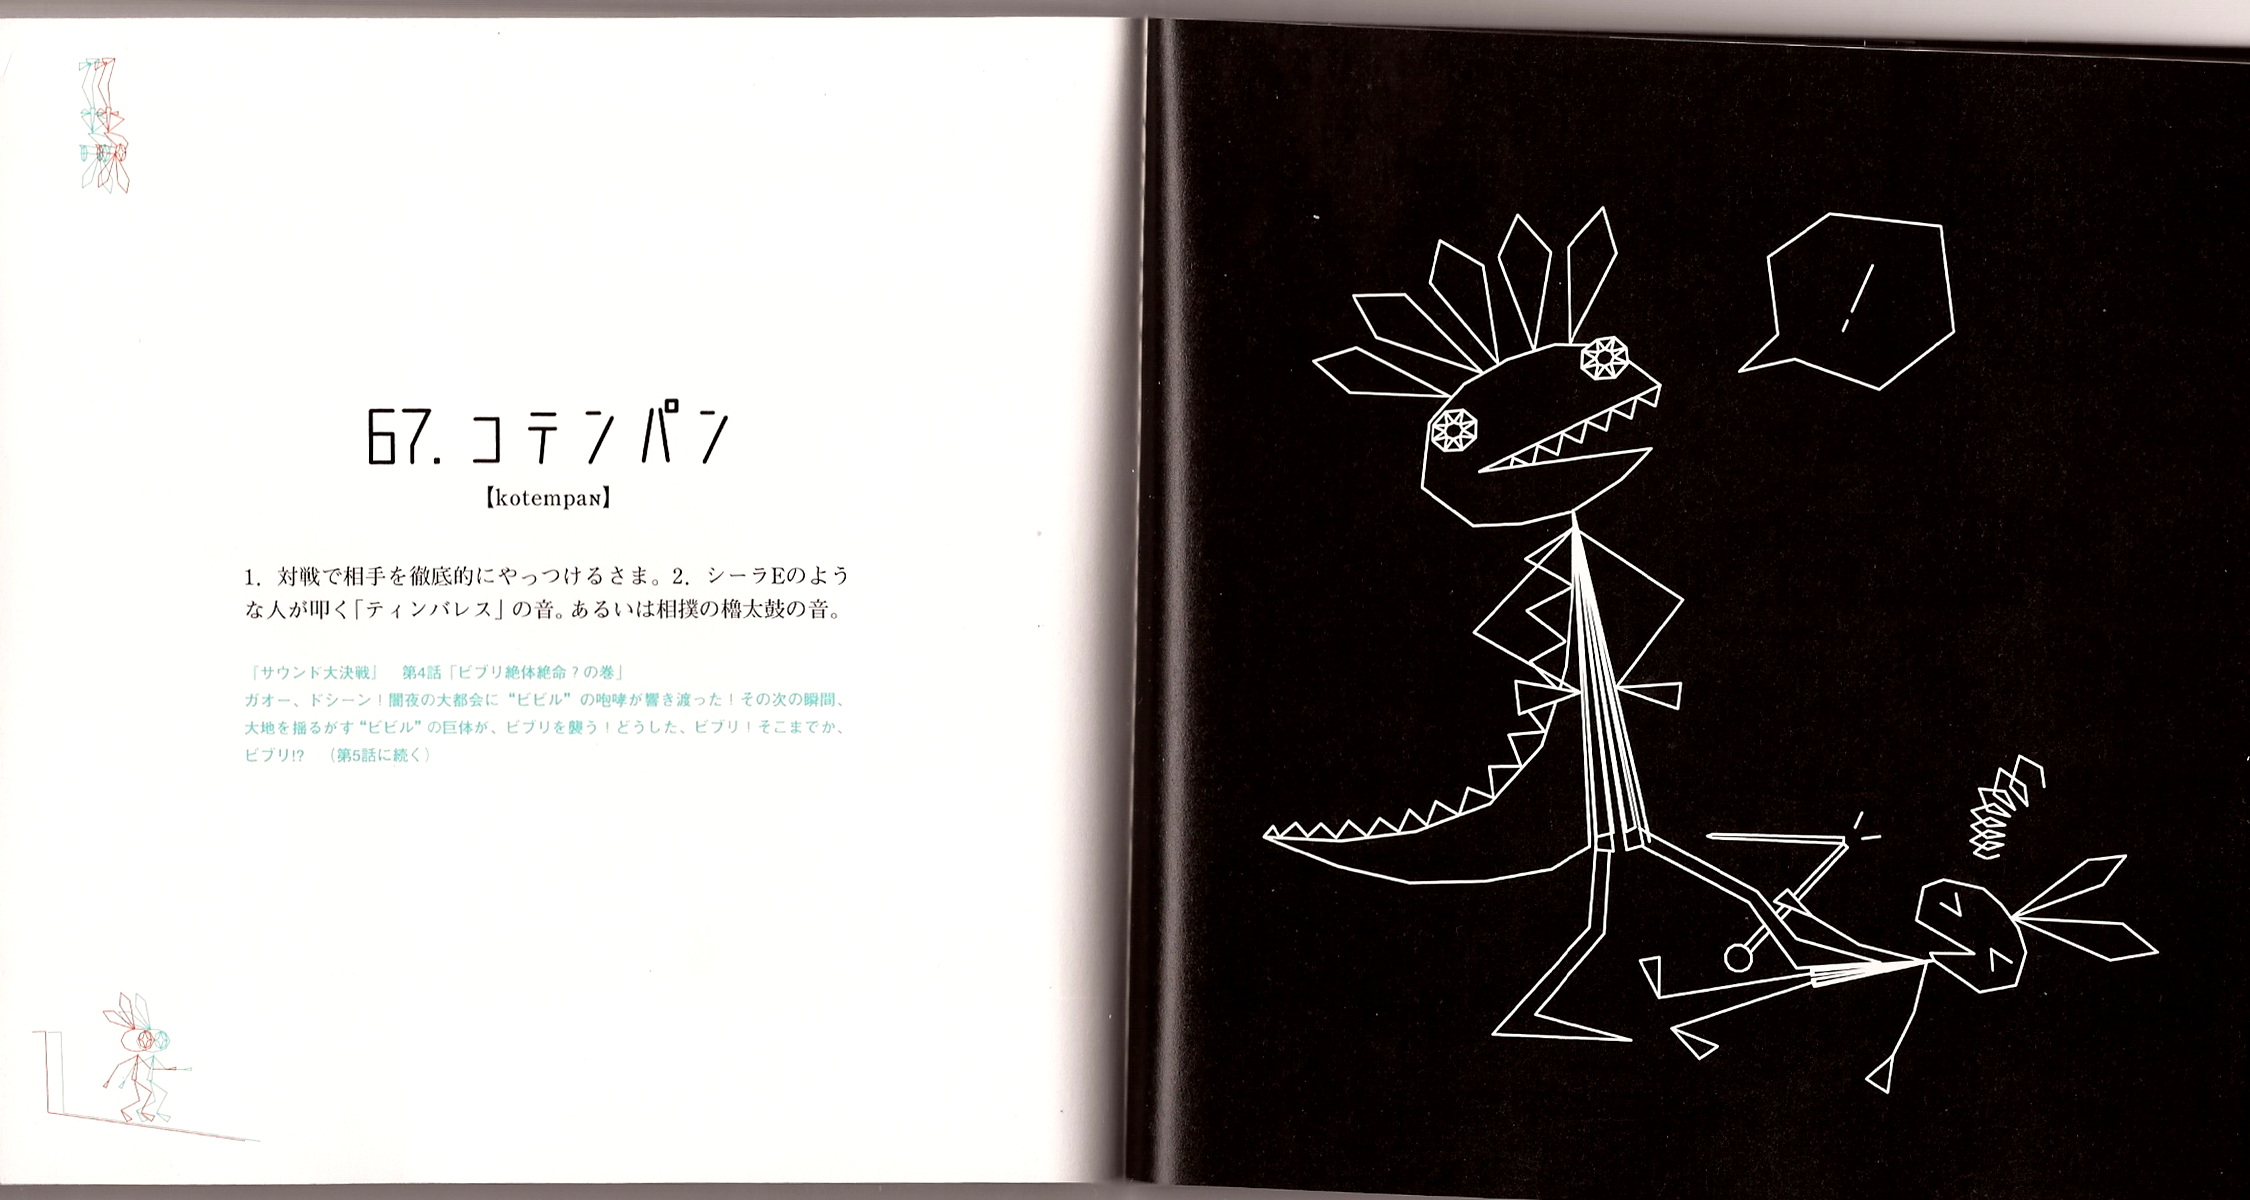 67. コテンパン
【kotempaɴ】
1．対戦で相手を徹底的にやっつけるさま。2．シーラEのよう
な人が叩く「ティンバレス」の音。あるいは相撲の櫓太鼓の音。
『サウンド大決戦』　第4話「ビブリ絶体絶命？の巻」
ガオー、ドシーン！闇夜の大都会に “ビビル” の咆哮が響き渡った！その次の瞬間、
大地を揺るがす “ビビル” の巨体が、ビブリを襲う！どうした、ビブリ！そこまでか、
ビブリ!?　（第5話に続く）